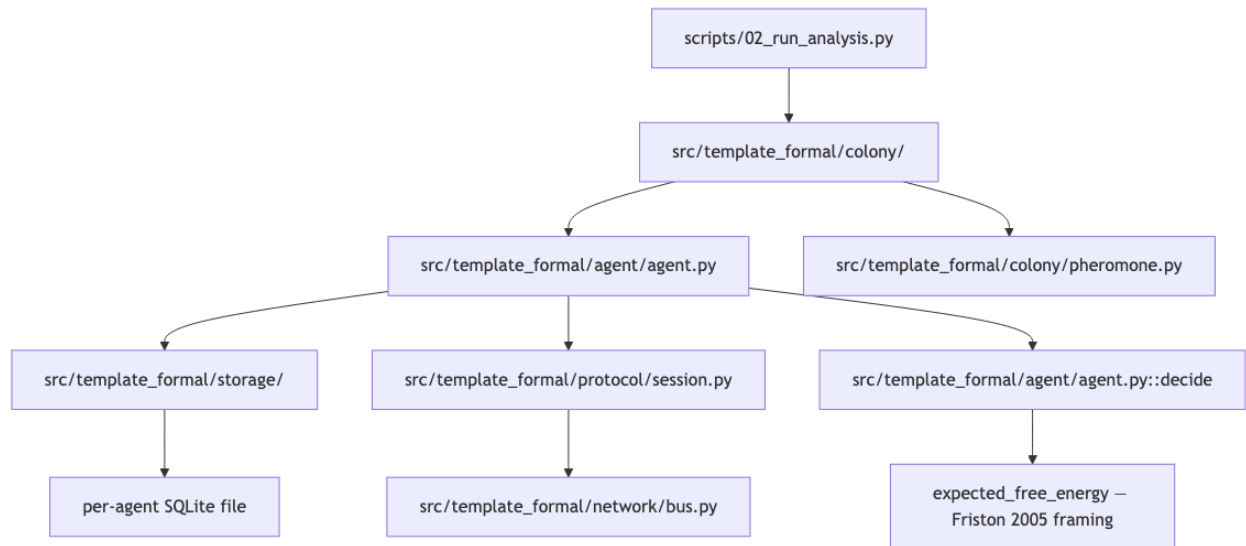 scripts/02_run_analysis.py
src/template_formal/colony/
src/template_formal/agent/agent.py
src/template_formal/colony/pheromone.py
src/template_formal/storage/
src/template_formal/protocol/session.py
src/template_formal/agent/agent.py::decide
per-agent SQLite file
src/template_formal/network/bus.py
expected_free_energy —
Friston 2005 framing